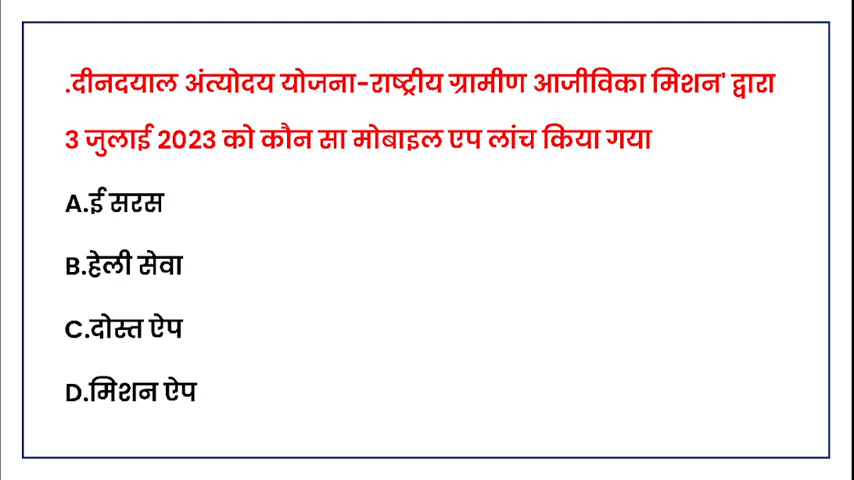 .दीनदयाल अंत्योदय योजना-राष्ट्रीय ग्रामीण आजीविका मिशन' द्वारा
3 जुलाई 2023 को कौन सा मोबाइल एप लांच किया गया
A.ई सरस
B.हेली सेवा
C.दोस्त ऐप
D.मिशन ऐप